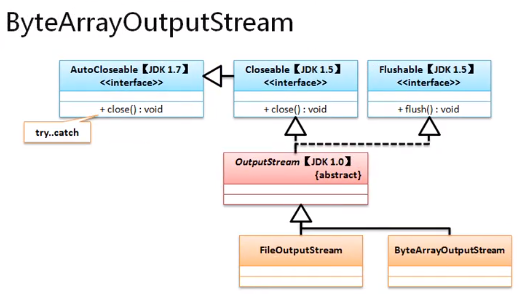 ByteArrayOutputStream
AutoCloseable【JDK 1.7】
<<interface>>
+ close() : void
Closeable【JDK 1.5】
<<interface>>
+ close() : void
Flushable【JDK 1.5】
<<interface>>
+ flush() : void
try..catch
OutputStream【JDK 1.0】
{abstract}
FileOutputStream
ByteArrayOutputStream